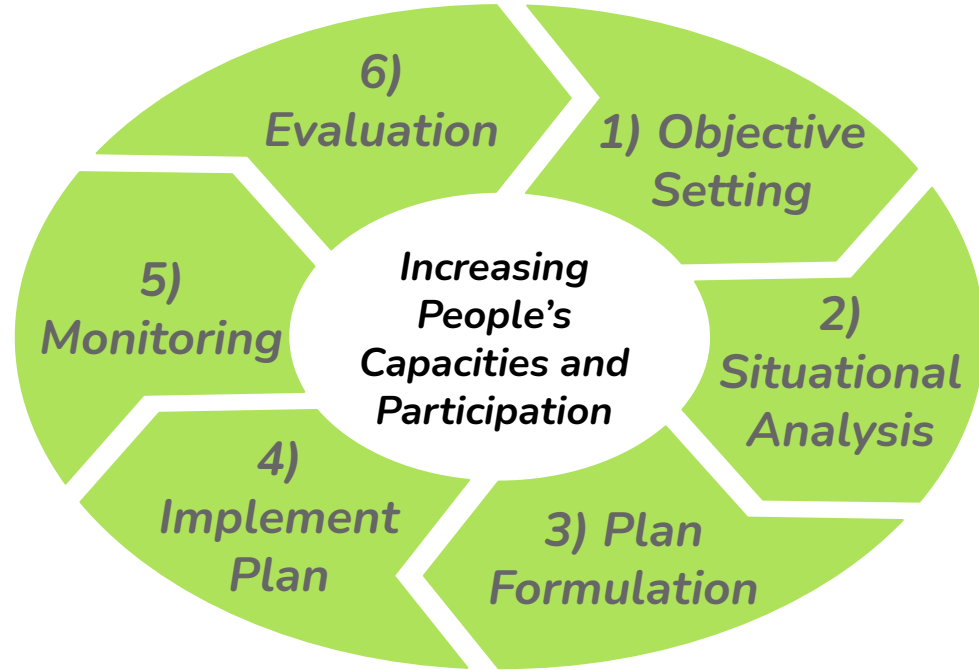 Increasing
People’s
Capacities and
Participation
1) Objective
Setting
2)
Situational
Analysis
3) Plan
Formulation
4)
Implement
Plan
5)
Monitoring
6)
Evaluation